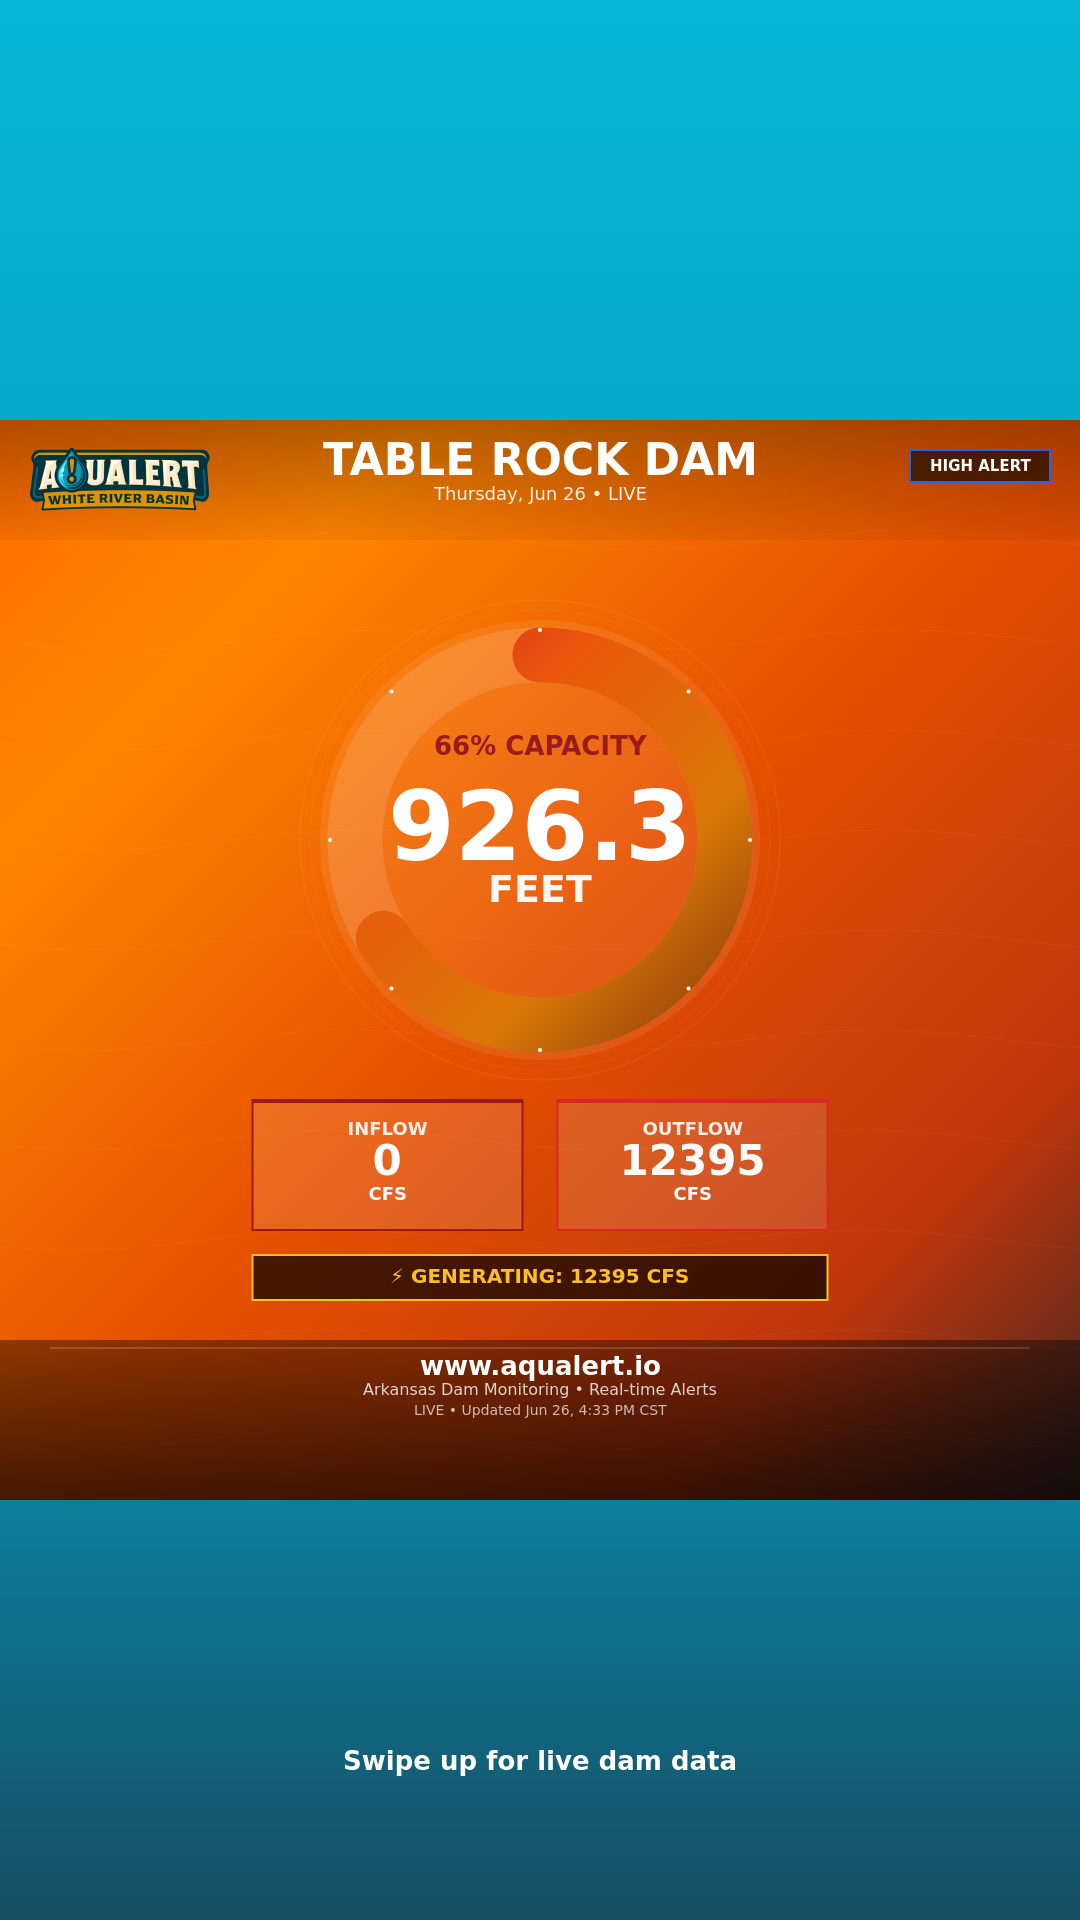 AQUALERT
WHITE RIVER BASIN
TABLE ROCK DAM
Thursday, Jun 26 • LIVE
HIGH ALERT
66% CAPACITY
926.3
FEET
INFLOW
0
CFS
OUTFLOW
12395
CFS
⚡ GENERATING: 12395 CFS
www.aqualert.io
Arkansas Dam Monitoring • Real-time Alerts
LIVE • Updated Jun 26, 4:33 PM CST
Swipe up for live dam data